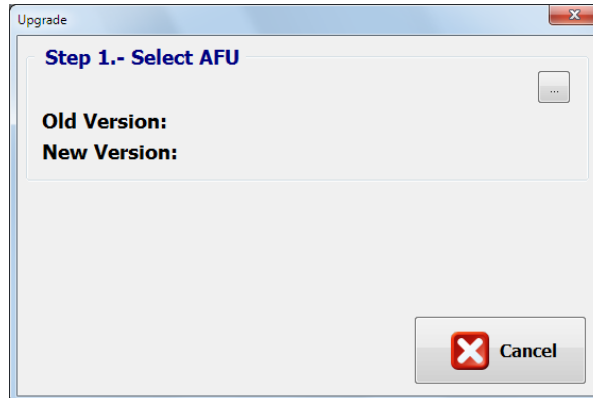 Upgrade
Step 1.- Select AFU
...
Old Version:
New Version:
Cancel